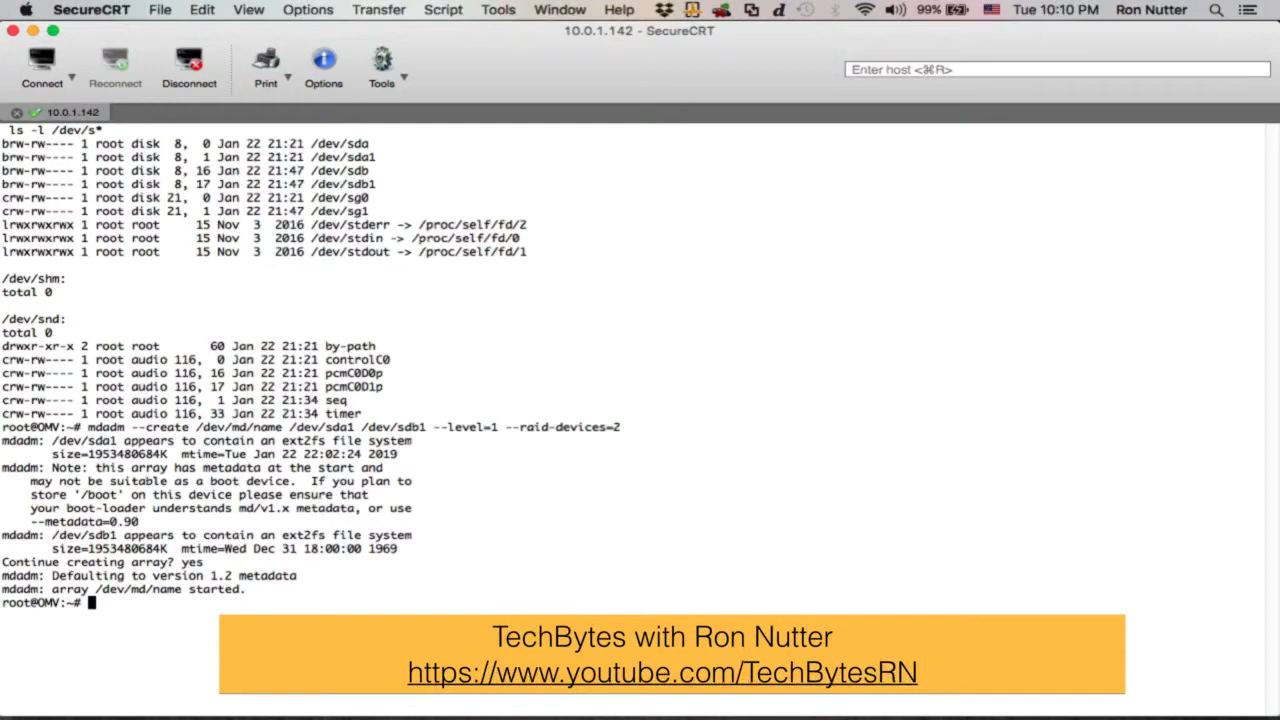 SecureCRT File Edit View Options Transfer Script Tools Window Help 99% Tue 10:10 PM Ron Nutter
10.0.1.142 - SecureCRT
Connect Reconnect Disconnect Print Options Tools Enter host <⌘R>
10.0.1.142
ls -l /dev/s*
brw-rw---- 1 root disk  8,  0 Jan 22 21:21 /dev/sda
brw-rw---- 1 root disk  8,  1 Jan 22 21:21 /dev/sda1
brw-rw---- 1 root disk  8, 16 Jan 22 21:47 /dev/sdb
brw-rw---- 1 root disk  8, 17 Jan 22 21:47 /dev/sdb1
crw-rw---- 1 root disk 21,  0 Jan 22 21:21 /dev/sg0
crw-rw---- 1 root disk 21,  1 Jan 22 21:47 /dev/sg1
lrwxrwxrwx 1 root root     15 Nov  3  2016 /dev/stderr -> /proc/self/fd/2
lrwxrwxrwx 1 root root     15 Nov  3  2016 /dev/stdin -> /proc/self/fd/0
lrwxrwxrwx 1 root root     15 Nov  3  2016 /dev/stdout -> /proc/self/fd/1
/dev/shm:
total 0
/dev/snd:
total 0
drwxr-xr-x 2 root root       60 Jan 22 21:21 by-path
crw-rw---- 1 root audio 116,  0 Jan 22 21:21 controlC0
crw-rw---- 1 root audio 116, 16 Jan 22 21:21 pcmC0D0p
crw-rw---- 1 root audio 116, 17 Jan 22 21:21 pcmC0D1p
crw-rw---- 1 root audio 116,  1 Jan 22 21:34 seq
crw-rw---- 1 root audio 116, 33 Jan 22 21:34 timer
root@OMV:~# mdadm --create /dev/md/name /dev/sda1 /dev/sdb1 --level=1 --raid-devices=2
mdadm: /dev/sda1 appears to contain an ext2fs file system
size=1953480684K  mtime=Tue Jan 22 22:02:24 2019
mdadm: Note: this array has metadata at the start and
may not be suitable as a boot device.  If you plan to
store '/boot' on this device please ensure that
your boot-loader understands md/v1.x metadata, or use
--metadata=0.90
mdadm: /dev/sdb1 appears to contain an ext2fs file system
size=1953480684K  mtime=Wed Dec 31 18:00:00 1969
Continue creating array? yes
mdadm: Defaulting to version 1.2 metadata
mdadm: array /dev/md/name started.
root@OMV:~#
TechBytes with Ron Nutter
https://www.youtube.com/TechBytesRN